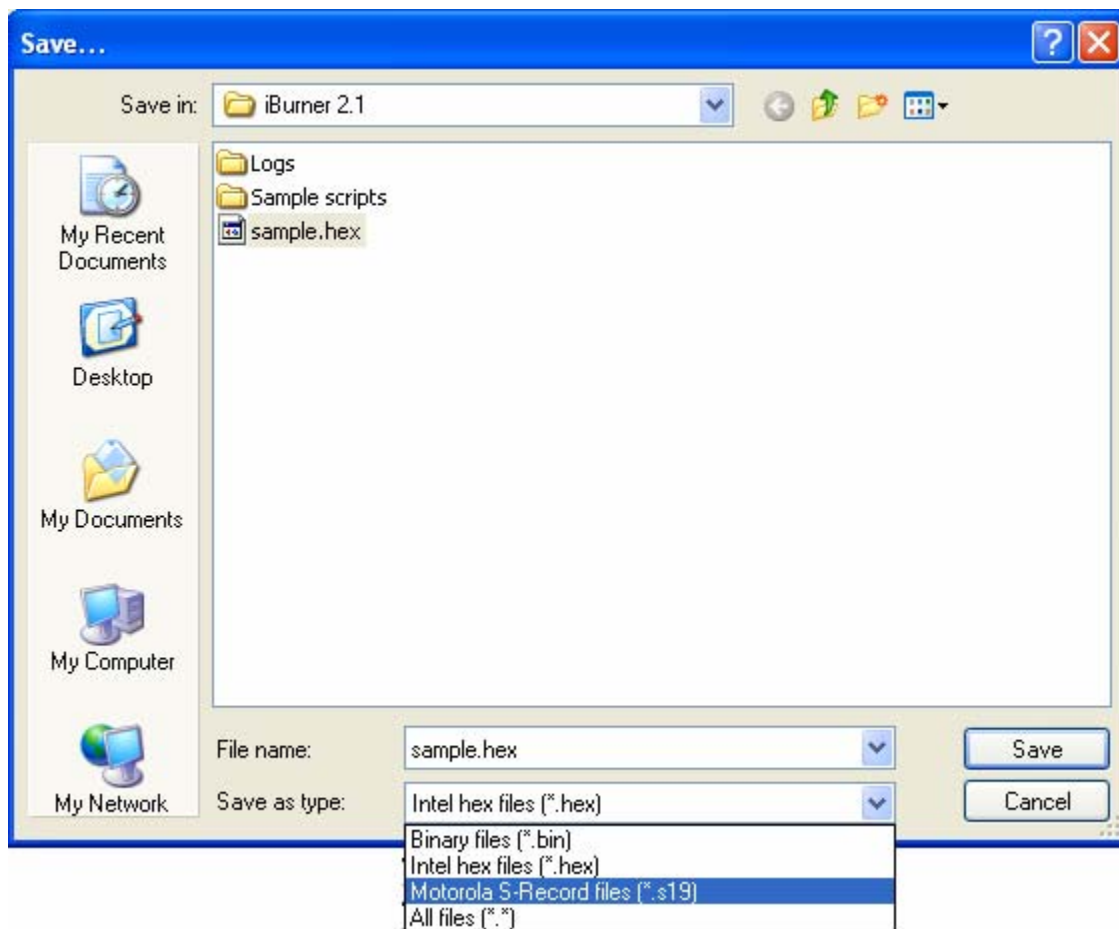 Save...
Save in:
iBurner 2.1
Logs
Sample scripts
sample.hex
My Recent
Documents
Desktop
My Documents
My Computer
My Network
File name:
sample.hex
Save
Save as type:
Intel hex files (*.hex)
Cancel
Binary files (*.bin)
Intel hex files (*.hex)
Motorola S-Record files (*.s19)
All files (*.*)